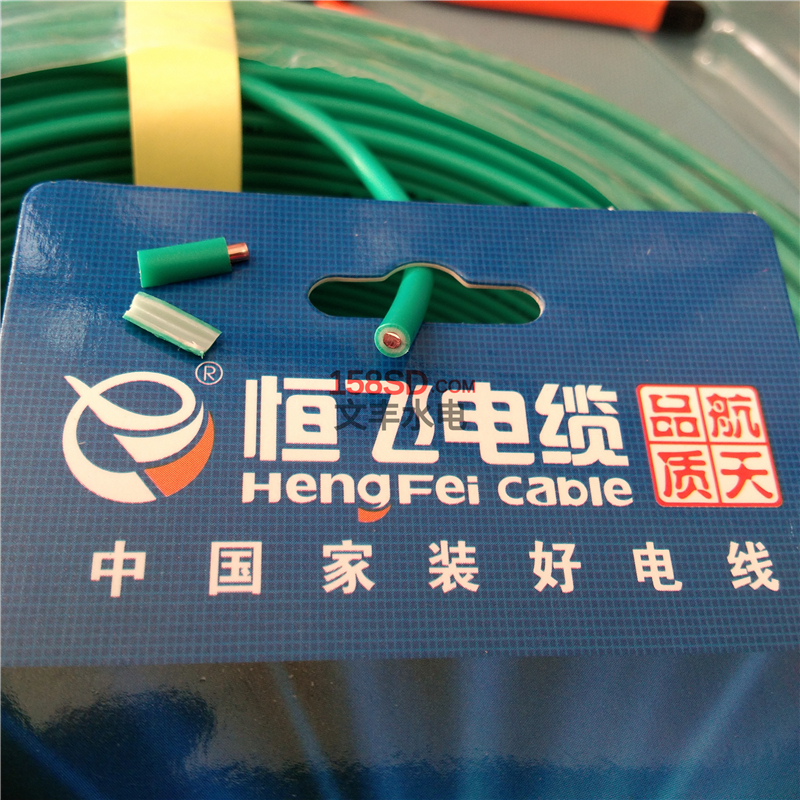 ®
恒飞电缆
HengFei Cable
航天品质
158SD.COM
文丰水电
中国家装好电线